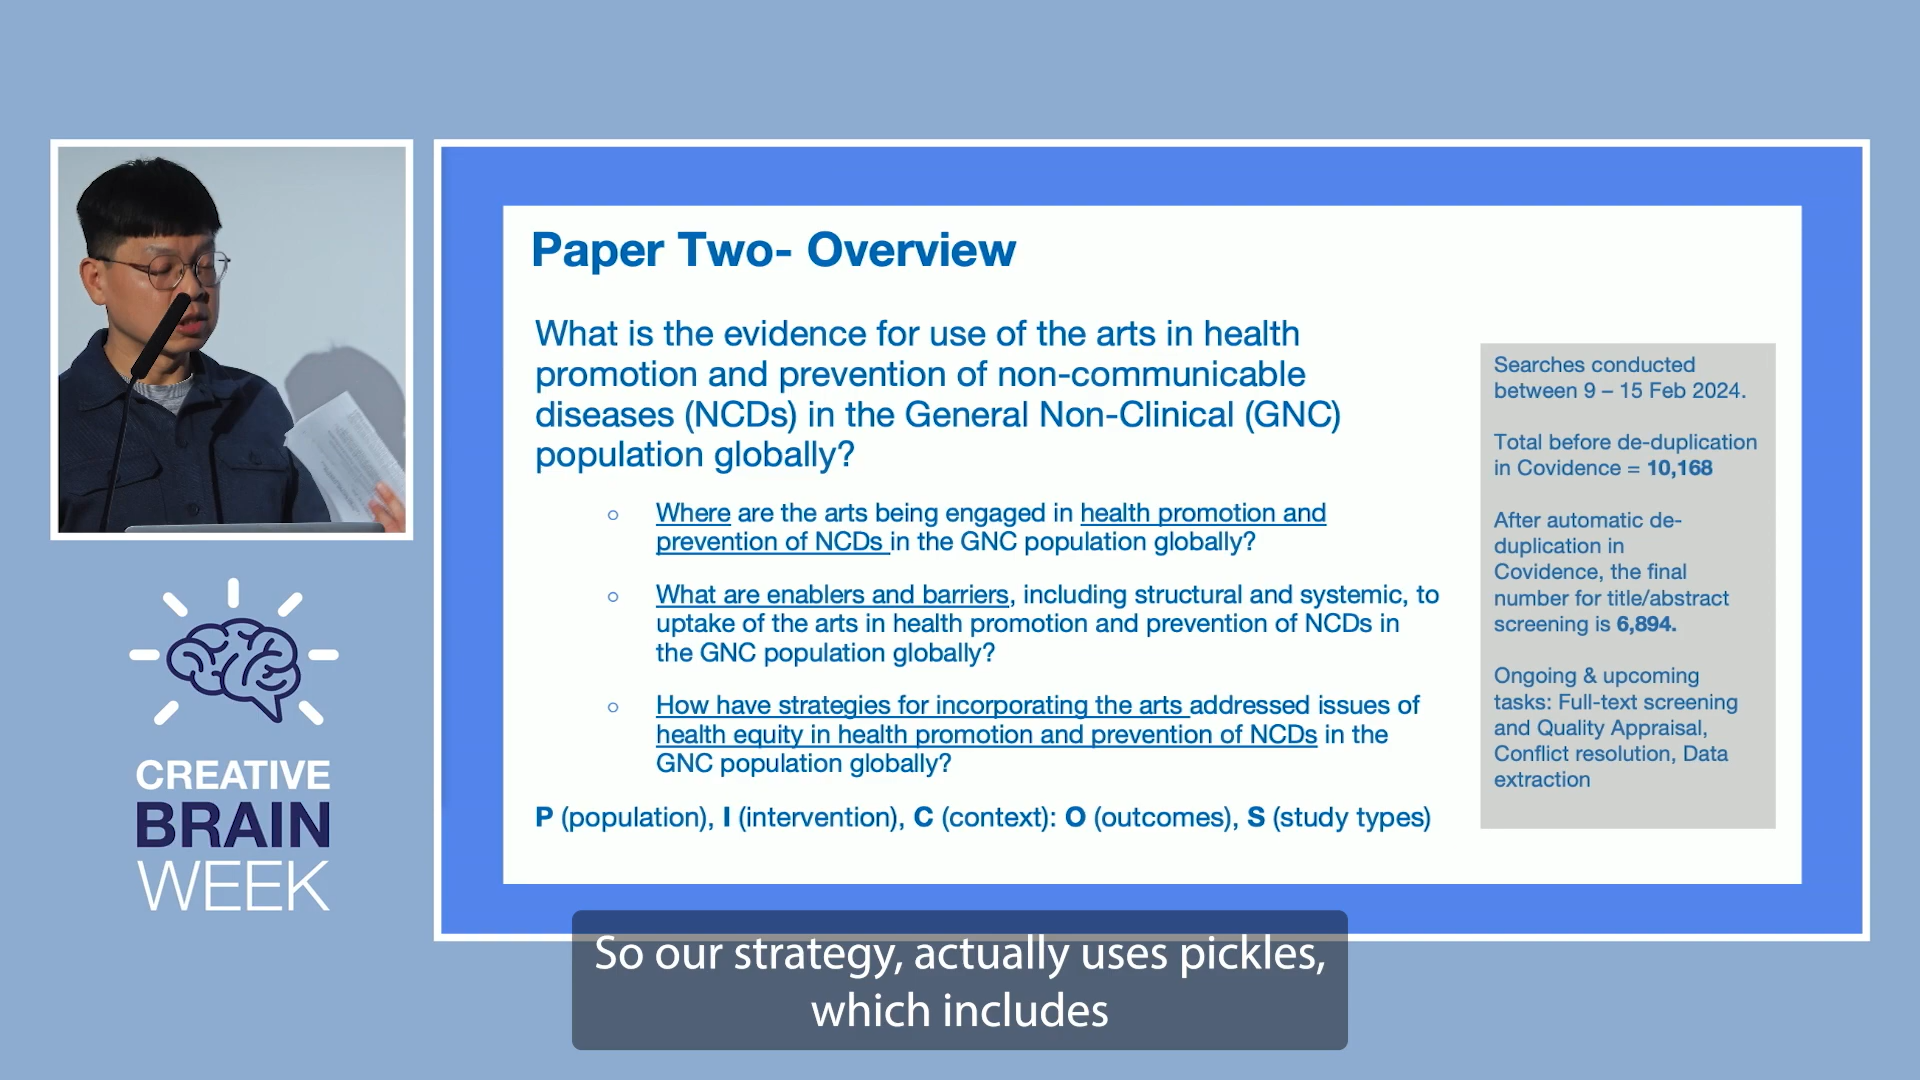 Paper Two- Overview
What is the evidence for use of the arts in health
promotion and prevention of non-communicable
diseases (NCDs) in the General Non-Clinical (GNC)
population globally?
Where are the arts being engaged in health promotion and
prevention of NCDs in the GNC population globally?
What are enablers and barriers, including structural and systemic, to
uptake of the arts in health promotion and prevention of NCDs in
the GNC population globally?
How have strategies for incorporating the arts addressed issues of
health equity in health promotion and prevention of NCDs in the
GNC population globally?
P (population), I (intervention), C (context): O (outcomes), S (study types)
Searches conducted
between 9 – 15 Feb 2024.
Total before de-duplication
in Covidence = 10,168
After automatic de-
duplication in
Covidence, the final
number for title/abstract
screening is 6,894.
Ongoing & upcoming
tasks: Full-text screening
and Quality Appraisal,
Conflict resolution, Data
extraction
CREATIVE
BRAIN
WEEK
So our strategy, actually uses pickles,
which includes